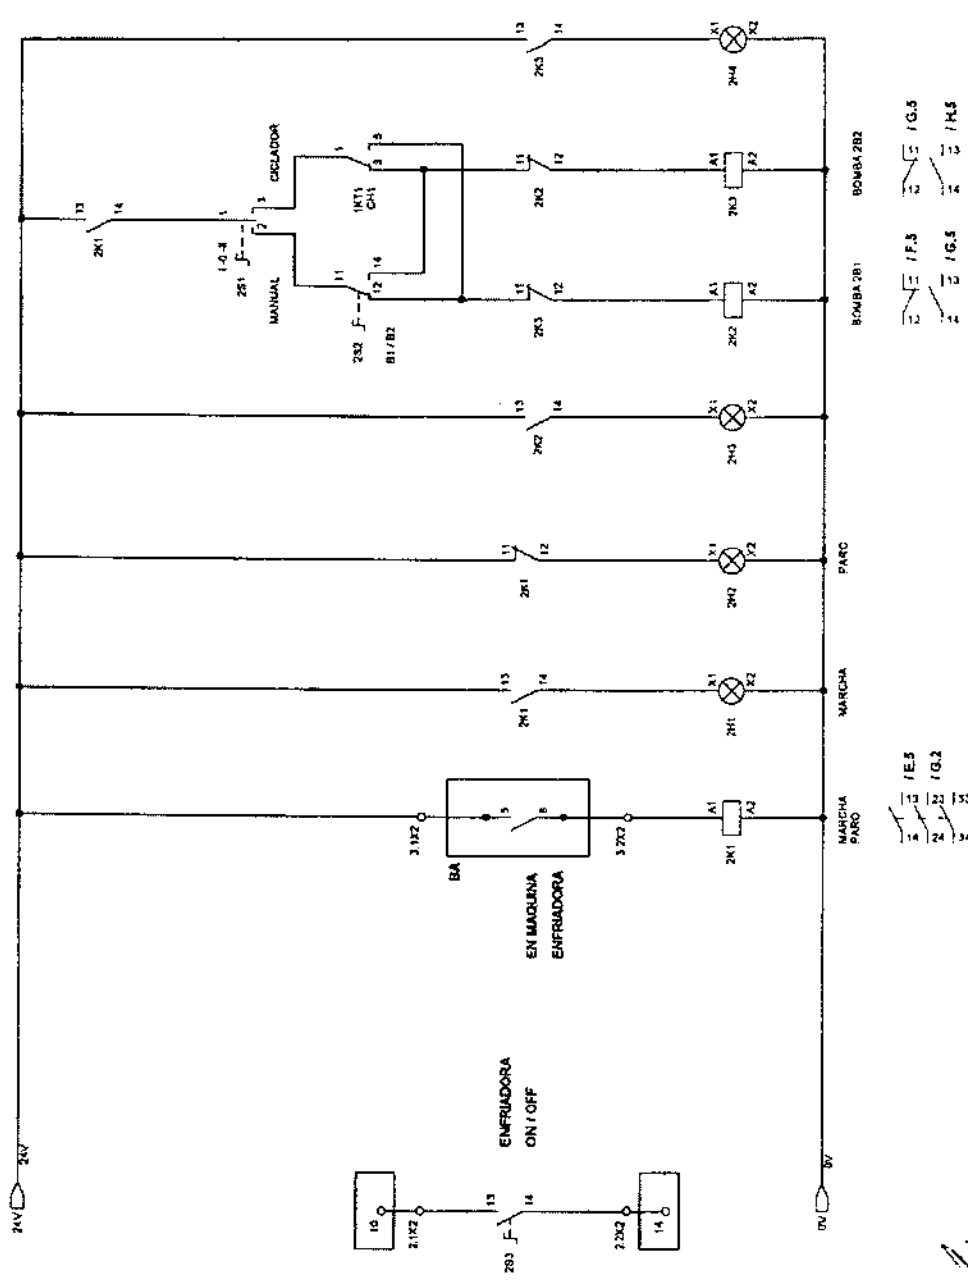 24V
24V
2S3
13
14
10
2.1X2
2.2X2
14
ENFRIADORA
ON / OFF
0V
0V
3.1X2
BA
5
6
EN MAQUINA
ENFRIADORA
3.2X2
2K1
A1
A2
MARCHA
PARO
14
13
/ E.5
24
23
/ G.2
34
2K1
13
14
2H1
X1
X2
MARCHA
2K1
11
12
2H2
X1
X2
PARO
2K2
13
14
2H3
X1
X2
2K1
13
14
2S1
I-O-II
1
2
3
MANUAL
CICLADOR
2S2
B1 / B2
11
12
14
1KT1
CH1
2K3
11
12
2K2
A1
A2
BOMBA 2B1
12
11
/ F.5
14
13
/ G.5
2K2
11
12
2K3
A1
A2
BOMBA 2B2
12
11
/ G.5
14
13
/ H.5
2K3
13
14
2H4
X1
X2